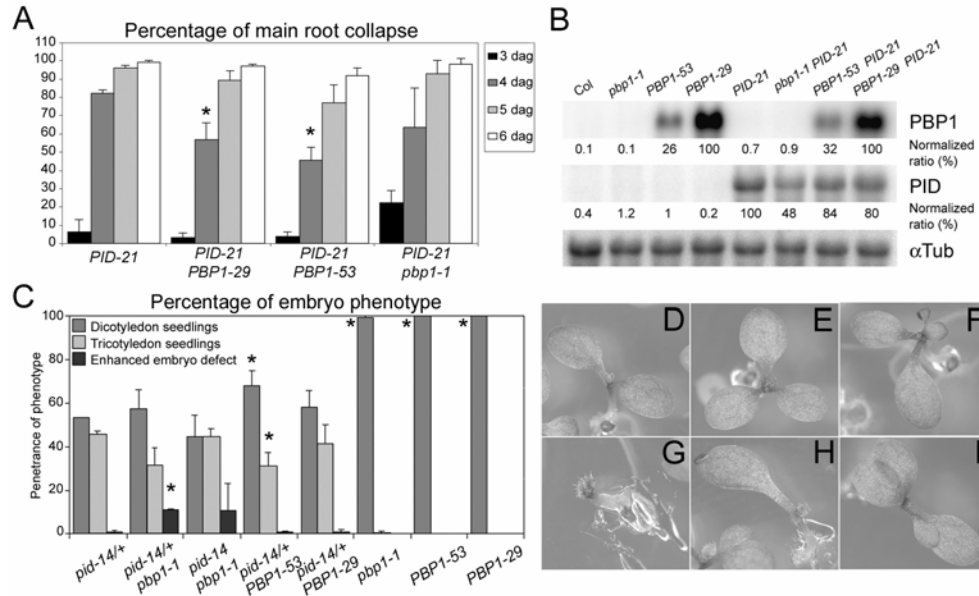 A
Percentage of main root collapse
110
100
90
80
70
60
50
40
30
20
10
0
* *
3 dag
4 dag
5 dag
6 dag
PID-21
PID-21 PBP1-29
PID-21 PBP1-53
PID-21 pbp1-1
B
Col
pbp1-1
PBP1-53
PBP1-29
PID-21
pbp1-1 PID-21
PBP1-53 PID-21
PBP1-29 PID-21
PBP1
0.1 0.1 26 100 0.7 0.9 32 100 Normalized ratio (%)
PID
0.4 1.2 1 0.2 100 48 84 80 Normalized ratio (%)
αTub
C
Percentage of embryo phenotype
Penetrance of phenotype
100
80
60
40
20
0
Dicotyledon seedlings
Tricotyledon seedlings
Enhanced embryo defect
* * * * * *
pid-14/+
pid-14/+ pbp1-1
pid-14 pbp1-1
pid-14/+ PBP1-53
pid-14/+ PBP1-29
pbp1-1
PBP1-53
PBP1-29
D
E
F
G
H
I